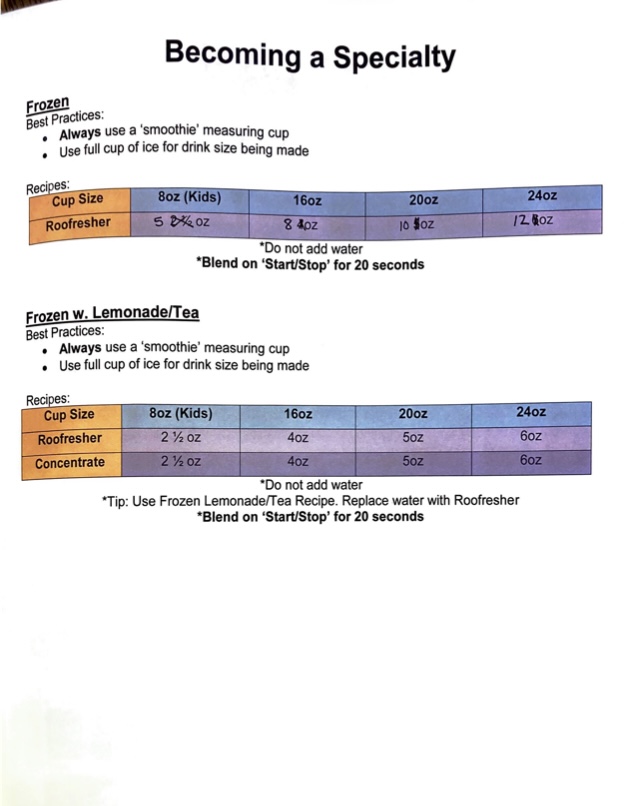 Becoming a Specialty
Frozen
Best Practices:
• Always use a 'smoothie' measuring cup
• Use full cup of ice for drink size being made
Recipes:
Cup Size 8oz (Kids) 16oz 20oz 24oz
Roofresher 5 oz 8 oz 10 oz 12 oz
*Do not add water
*Blend on 'Start/Stop' for 20 seconds
Frozen w. Lemonade/Tea
Best Practices:
• Always use a 'smoothie' measuring cup
• Use full cup of ice for drink size being made
Recipes:
Cup Size 8oz (Kids) 16oz 20oz 24oz
Roofresher 2 ½ oz 4oz 5oz 6oz
Concentrate 2 ½ oz 4oz 5oz 6oz
*Do not add water
*Tip: Use Frozen Lemonade/Tea Recipe. Replace water with Roofresher
*Blend on 'Start/Stop' for 20 seconds